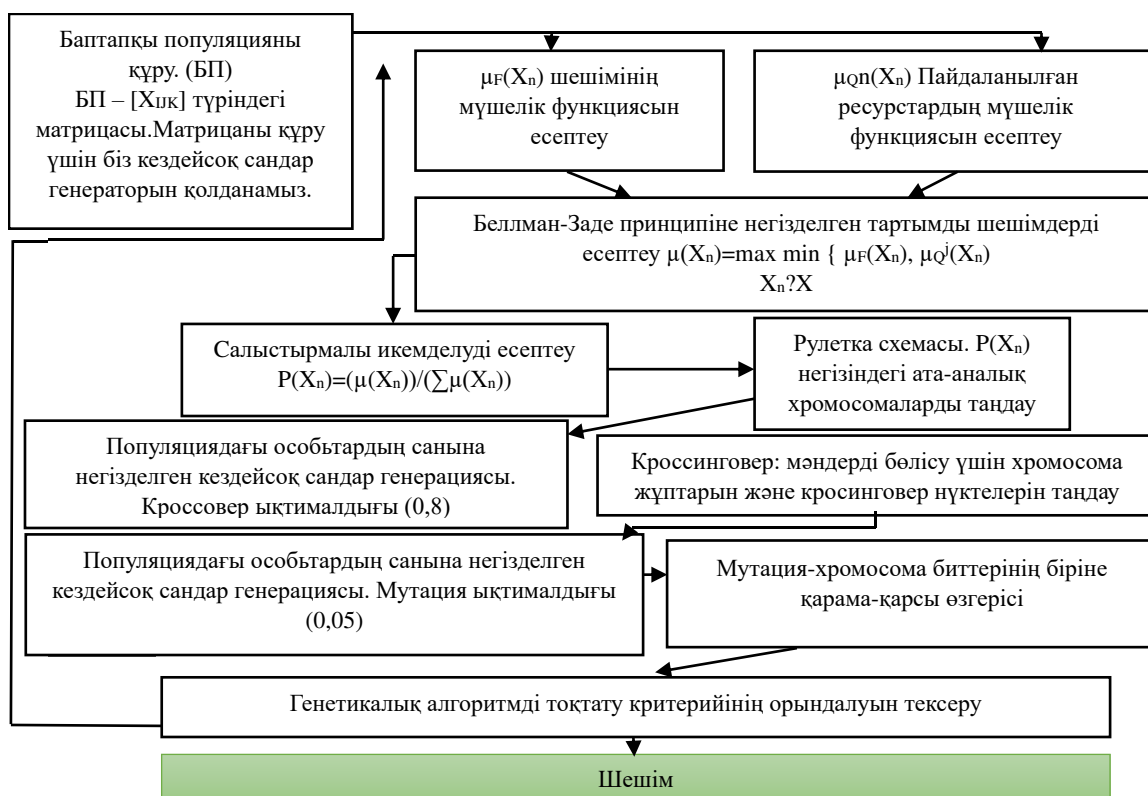 Баптапқы популяцияны
құру. (БП)
БП – [XIJK] түріндегі
матрицасы.Матрицаны құру
үшін біз кездейсоқ сандар
генераторын қолданамыз.
µF(Xn) шешімінің
мүшелік функциясын
есептеу
µQn(Xn) Пайдаланылған
ресурстардың мүшелік
функциясын есептеу
Беллман-Заде принципіне негізделген тартымды шешімдерді
есептеу µ(Xn)=max min { µF(Xn), µQj(Xn)
Xn?X
Салыстырмалы икемделуді есептеу
P(Xn)=(µ(Xn))/(∑µ(Xn))
Рулетка схемасы. P(Xn)
негізіндегі ата-аналық
хромосомаларды таңдау
Популяциядағы особьтардың санына
негізделген кездейсоқ сандар генерациясы.
Кроссовер ықтималдығы (0,8)
Кроссинговер: мәндерді бөлісу үшін хромосома
жұптарын және кросинговер нүктелерін таңдау
Популяциядағы особьтардың санына негізделген
кездейсоқ сандар генерациясы. Мутация ықтималдығы
(0,05)
Мутация-хромосома биттерінің біріне
қарама-қарсы өзгерісі
Генетикалық алгоритмді тоқтату критерийінің орындалуын тексеру
Шешім